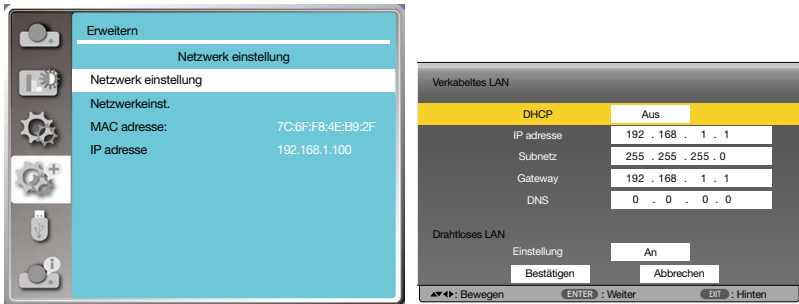 Erweitern
Netzwerk einstellung
Netzwerk einstellung
Netzwerkeinst.
MAC adresse: 7C:6F:F8:4E:B9:2F
IP adresse 192.168.1.100
Verkabeltes LAN
DHCP Aus
IP adresse 192 . 168 . 1 . 1
Subnetz 255 . 255 . 255 . 0
Gateway 192 . 168 . 1 . 1
DNS 0 . 0 . 0 . 0
Drahtloses LAN
Einstellung An
Bestätigen Abbrechen
▲▼◀▶: Bewegen ENTER : Weiter EXIT : Hinten